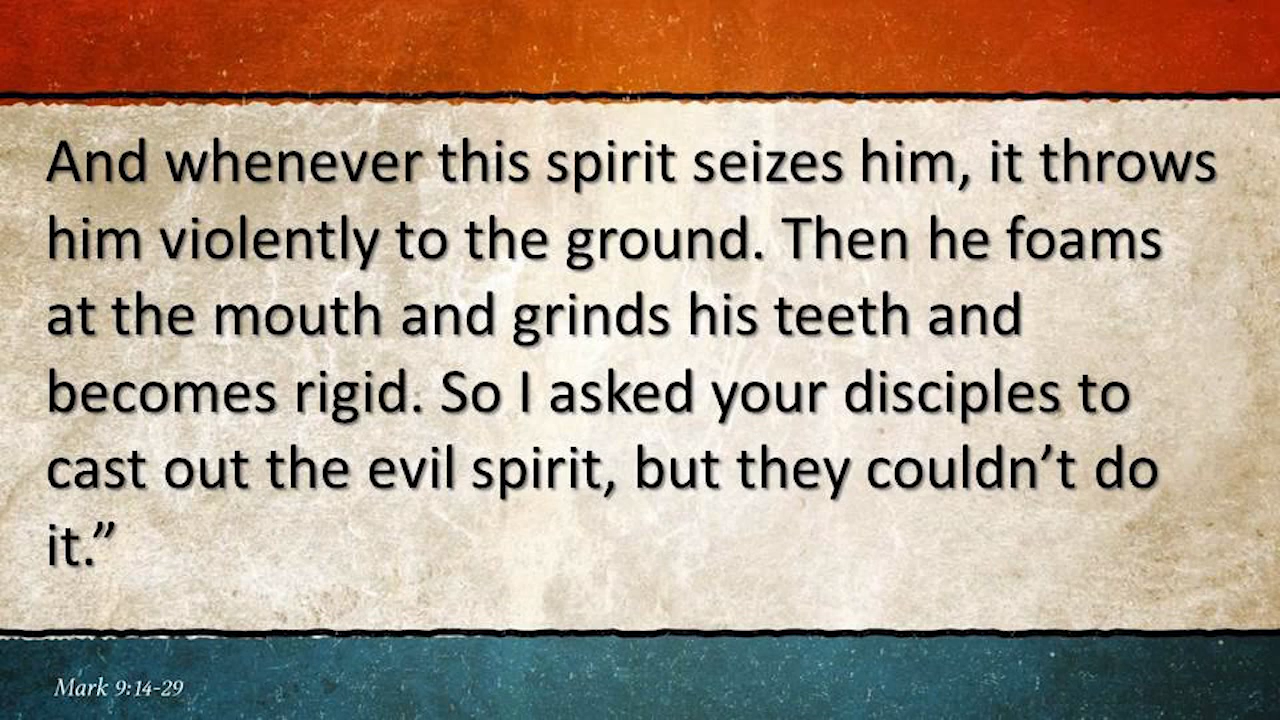 And whenever this spirit seizes him, it throws
him violently to the ground. Then he foams
at the mouth and grinds his teeth and
becomes rigid. So I asked your disciples to
cast out the evil spirit, but they couldn’t do
it.”
Mark 9:14-29